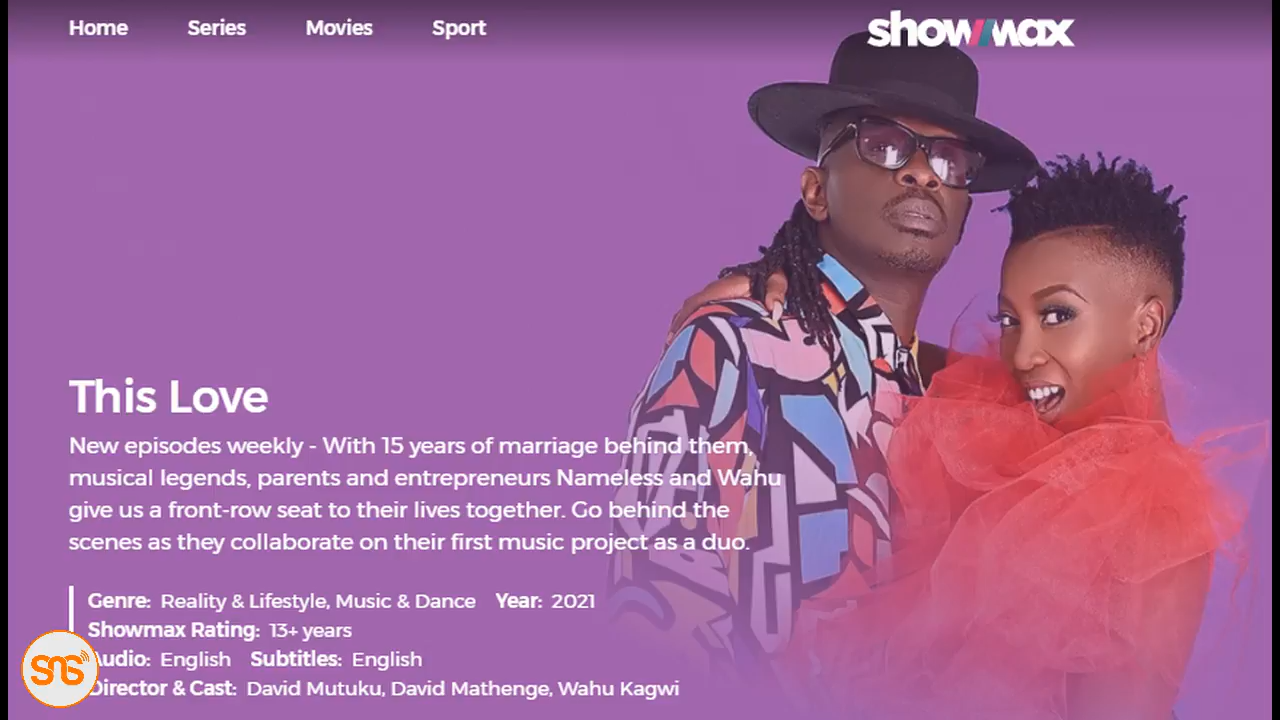 Home Series Movies Sport showmax
This Love
New episodes weekly - With 15 years of marriage behind them,
musical legends, parents and entrepreneurs Nameless and Wahu
give us a front-row seat to their lives together. Go behind the
scenes as they collaborate on their first music project as a duo.
Genre: Reality & Lifestyle, Music & Dance Year: 2021
Showmax Rating: 13+ years
Audio: English Subtitles: English
Director & Cast: David Mutuku, David Mathenge, Wahu Kagwi
SNS